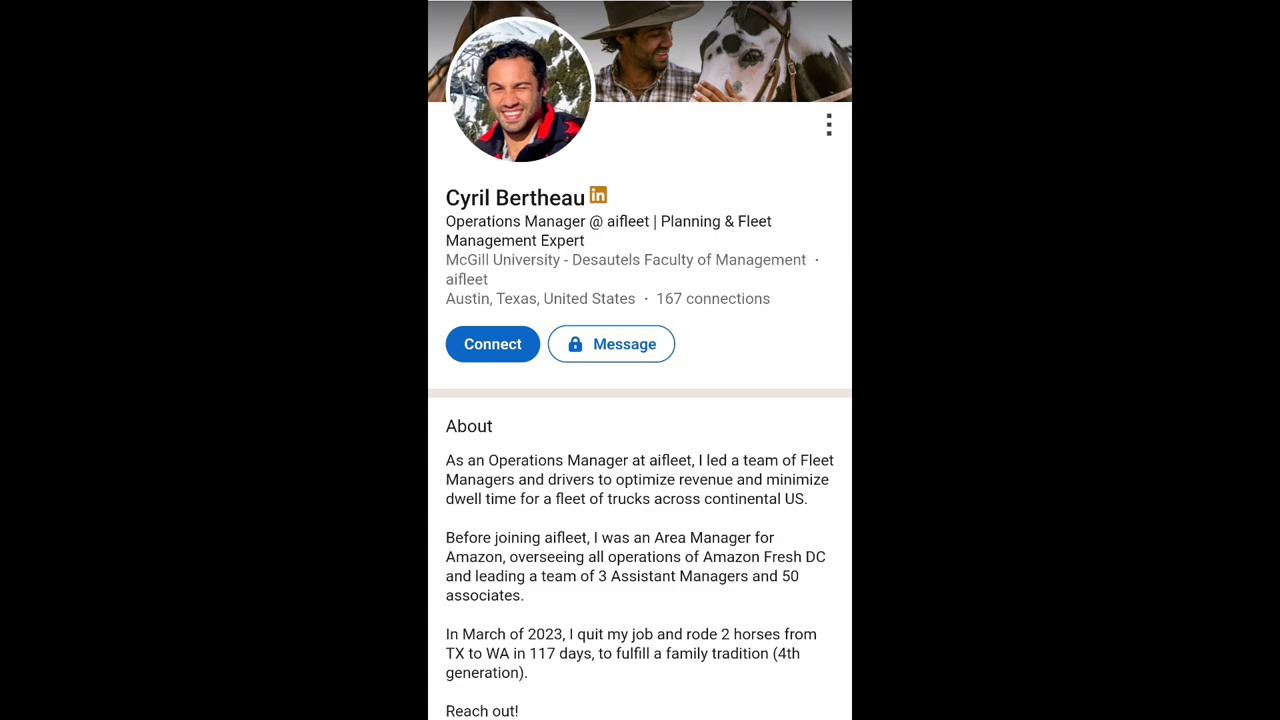 Cyril Bertheau in
Operations Manager @ aifleet | Planning & Fleet
Management Expert
McGill University - Desautels Faculty of Management ·
aifleet
Austin, Texas, United States · 167 connections
Connect
Message
About
As an Operations Manager at aifleet, I led a team of Fleet
Managers and drivers to optimize revenue and minimize
dwell time for a fleet of trucks across continental US.
Before joining aifleet, I was an Area Manager for
Amazon, overseeing all operations of Amazon Fresh DC
and leading a team of 3 Assistant Managers and 50
associates.
In March of 2023, I quit my job and rode 2 horses from
TX to WA in 117 days, to fulfill a family tradition (4th
generation).
Reach out!